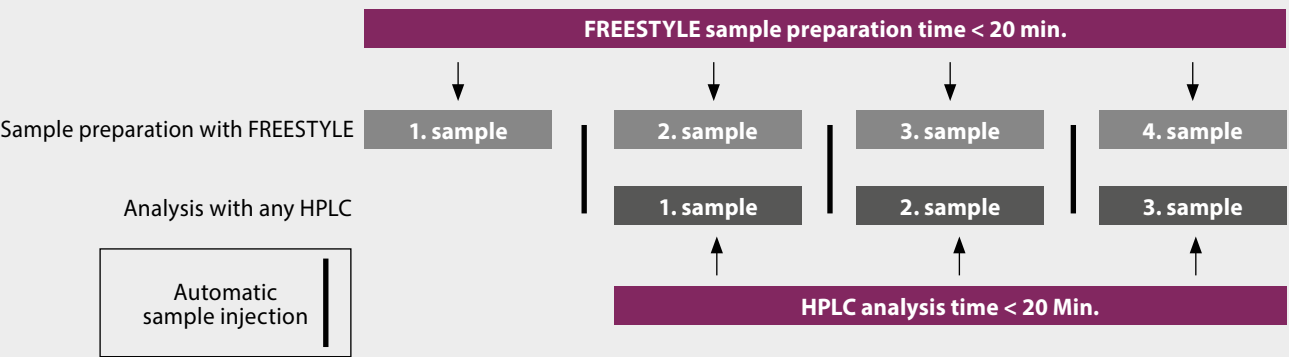 FREESTYLE sample preparation time < 20 min.
Sample preparation with FREESTYLE
1. sample
2. sample
3. sample
4. sample
Analysis with any HPLC
1. sample
2. sample
3. sample
Automatic
sample injection
HPLC analysis time < 20 Min.